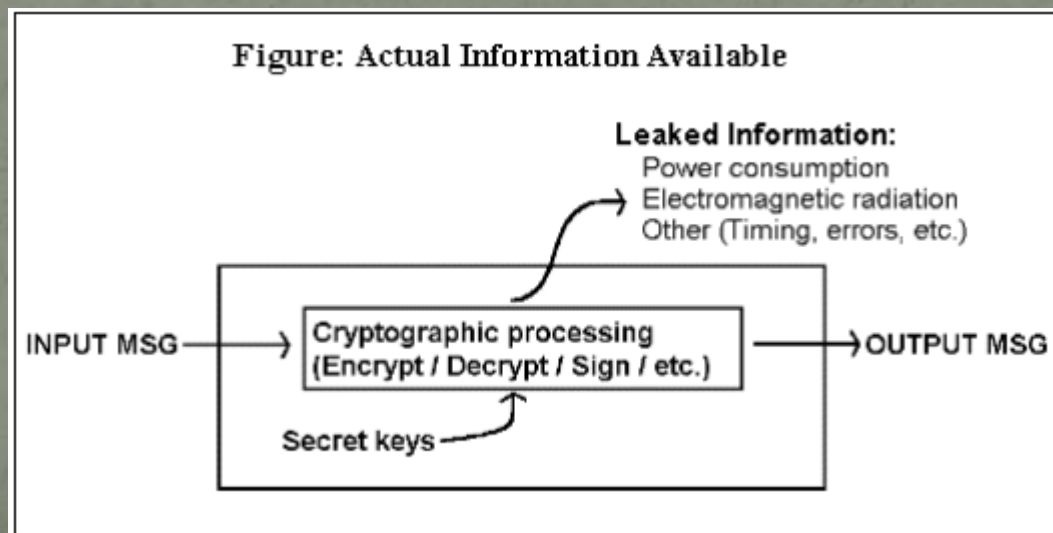 Figure: Actual Information Available
Leaked Information:
Power consumption
Electromagnetic radiation
Other (Timing, errors, etc.)
INPUT MSG
Cryptographic processing
(Encrypt / Decrypt / Sign / etc.)
OUTPUT MSG
Secret keys